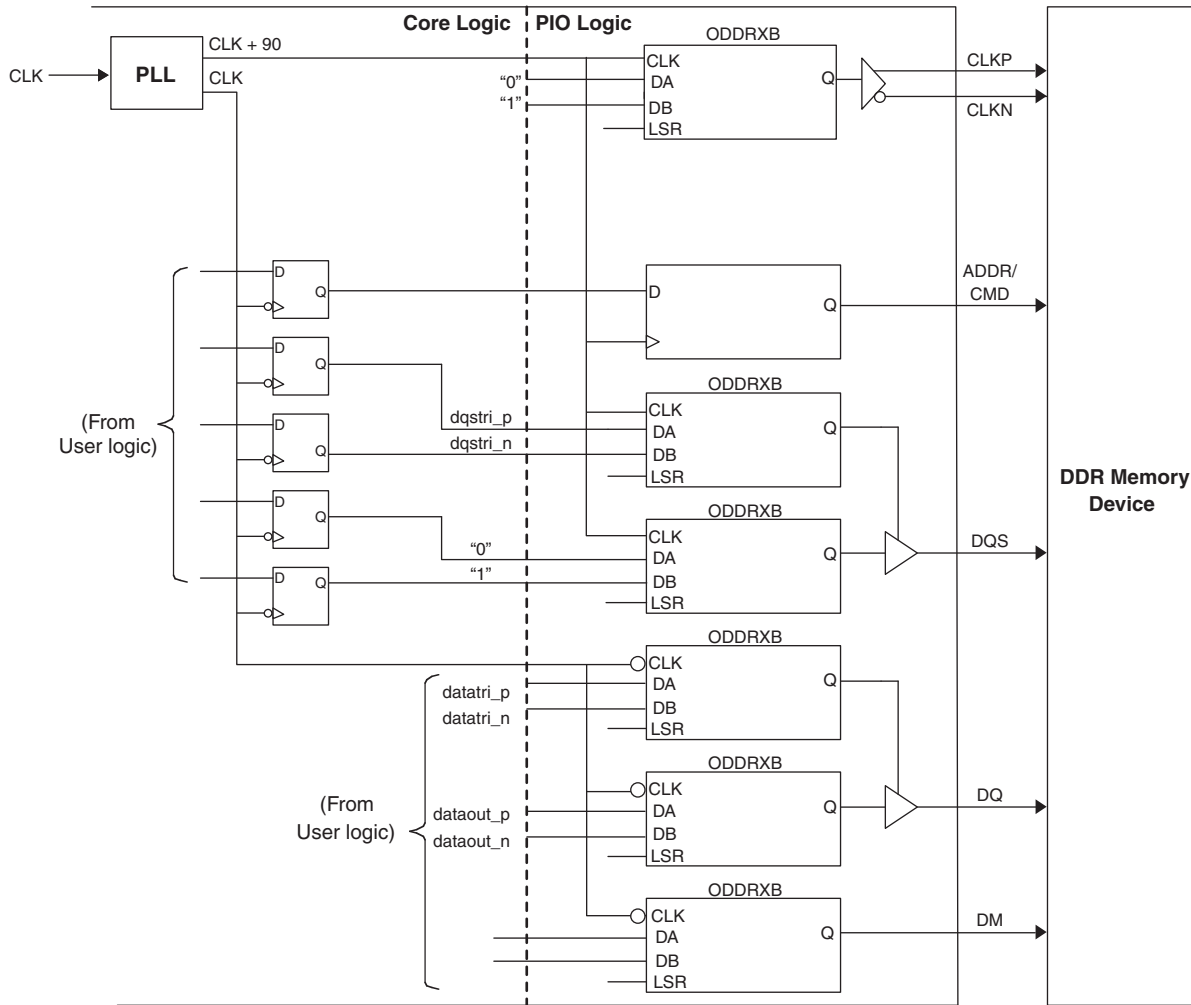 Core Logic
PIO Logic
CLK
PLL
CLK + 90
CLK
"0"
"1"
ODDRXB
CLK
DA
DB
LSR
Q
CLKP
CLKN
D
Q
D
Q
ADDR/
CMD
D
Q
(From
User logic)
dqstri_p
dqstri_n
ODDRXB
CLK
DA
DB
LSR
Q
D
Q
DDR Memory
Device
D
Q
"0"
"1"
ODDRXB
CLK
DA
DB
LSR
Q
DQS
D
Q
ODDRXB
CLK
DA
DB
LSR
Q
datatri_p
datatri_n
(From
User logic)
dataout_p
dataout_n
ODDRXB
CLK
DA
DB
LSR
Q
DQ
ODDRXB
CLK
DA
DB
LSR
Q
DM